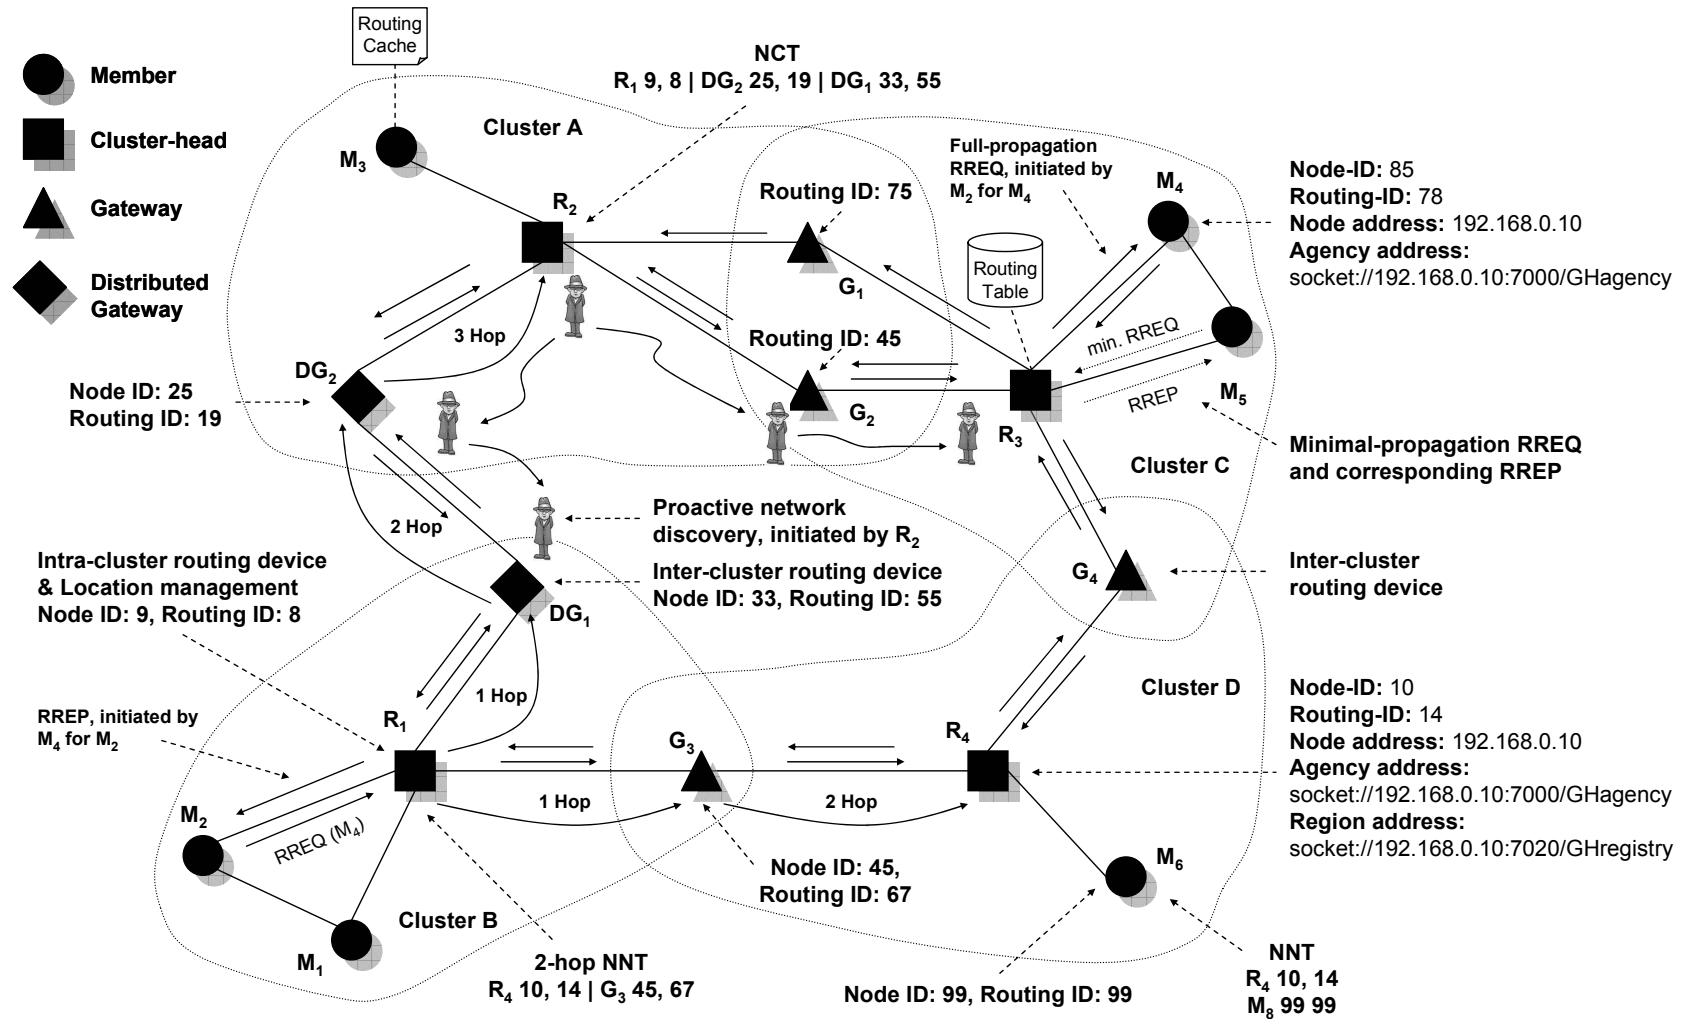 Routing
Cache
Member
Cluster-head
Gateway
Distributed
Gateway
NCT
R1 9, 8 | DG2 25, 19 | DG1 33, 55
Cluster A
M3
R2
Routing ID: 75
G1
Full-propagation
RREQ, initiated by
M2 for M4
M4
Node-ID: 85
Routing-ID: 78
Node address: 192.168.0.10
Agency address:
socket://192.168.0.10:7000/GHagency
Routing
Table
3 Hop
Routing ID: 45
G2
min. RREQ
RREP
M5
R3
DG2
Node ID: 25
Routing ID: 19
Minimal-propagation RREQ
and corresponding RREP
Cluster C
2 Hop
Proactive network
discovery, initiated by R2
Intra-cluster routing device
& Location management
Node ID: 9, Routing ID: 8
Inter-cluster routing device
Node ID: 33, Routing ID: 55
DG1
G4
Inter-cluster
routing device
1 Hop
RREP, initiated by
M4 for M2
R1
G3
R4
Cluster D
Node-ID: 10
Routing-ID: 14
Node address: 192.168.0.10
Agency address:
socket://192.168.0.10:7000/GHagency
Region address:
socket://192.168.0.10:7020/GHregistry
1 Hop
2 Hop
M2
RREQ (M4)
Node ID: 45,
Routing ID: 67
M6
Cluster B
M1
2-hop NNT
R4 10, 14 | G3 45, 67
Node ID: 99, Routing ID: 99
NNT
R4 10, 14
M8 99 99